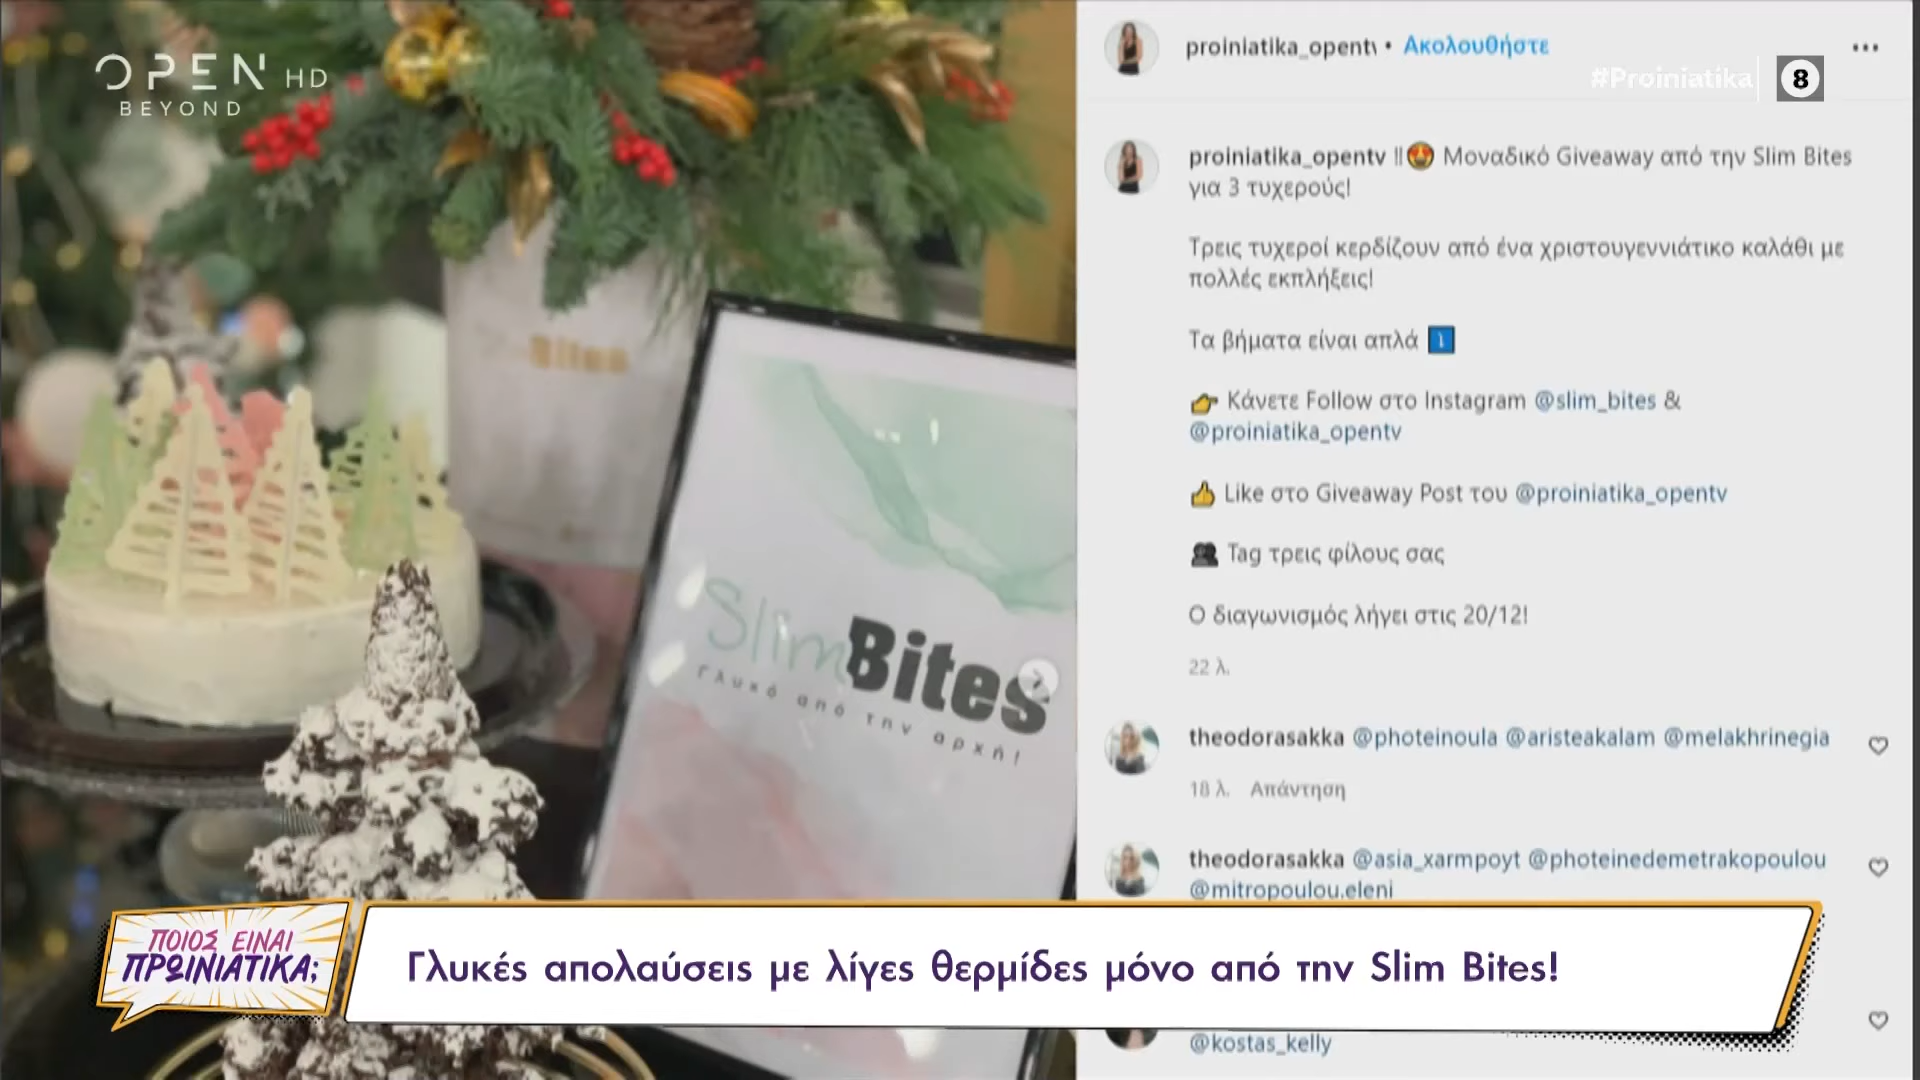 OPEN HD
BEYOND
proiniatika_opentv • Ακολουθήστε
#Proiniatika 8
proiniatika_opentv ‼😍 Μοναδικό Giveaway από την Slim Bites
για 3 τυχερούς!
Τρεις τυχεροί κερδίζουν από ένα χριστουγεννιάτικο καλάθι με
πολλές εκπλήξεις!
Τα βήματα είναι απλά ⤵
👉 Κάνετε Follow στο Instagram @slim_bites &
@proiniatika_opentv
👍 Like στο Giveaway Post του @proiniatika_opentv
👥 Tag τρεις φίλους σας
Ο διαγωνισμός λήγει στις 20/12!
22 λ.
theodorasakka @photeinoula @aristeakalam @melakhrinegia
18 λ. Απάντηση
theodorasakka @asia_xarmpoyt @photeinedemetrakopoulou
@mitropoulou.eleni
@kostas_kelly
Bites
SlimBites
Γλυκό από την αρχή!
ΠΟΙΟΣ ΕΙΝΑΙ
ΠΡΩΙΝΙΑΤΙΚΑ;
Γλυκές απολαύσεις με λίγες θερμίδες μόνο από την Slim Bites!